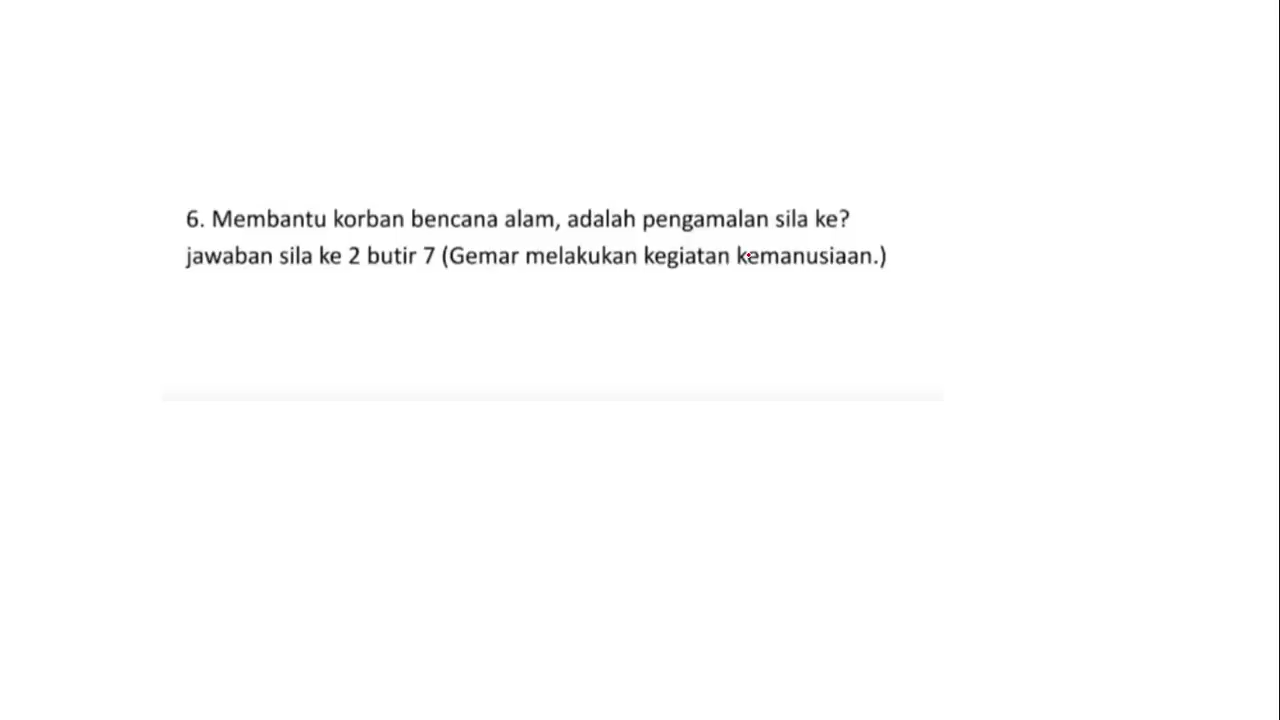 6. Membantu korban bencana alam, adalah pengamalan sila ke?
jawaban sila ke 2 butir 7 (Gemar melakukan kegiatan kemanusiaan.)